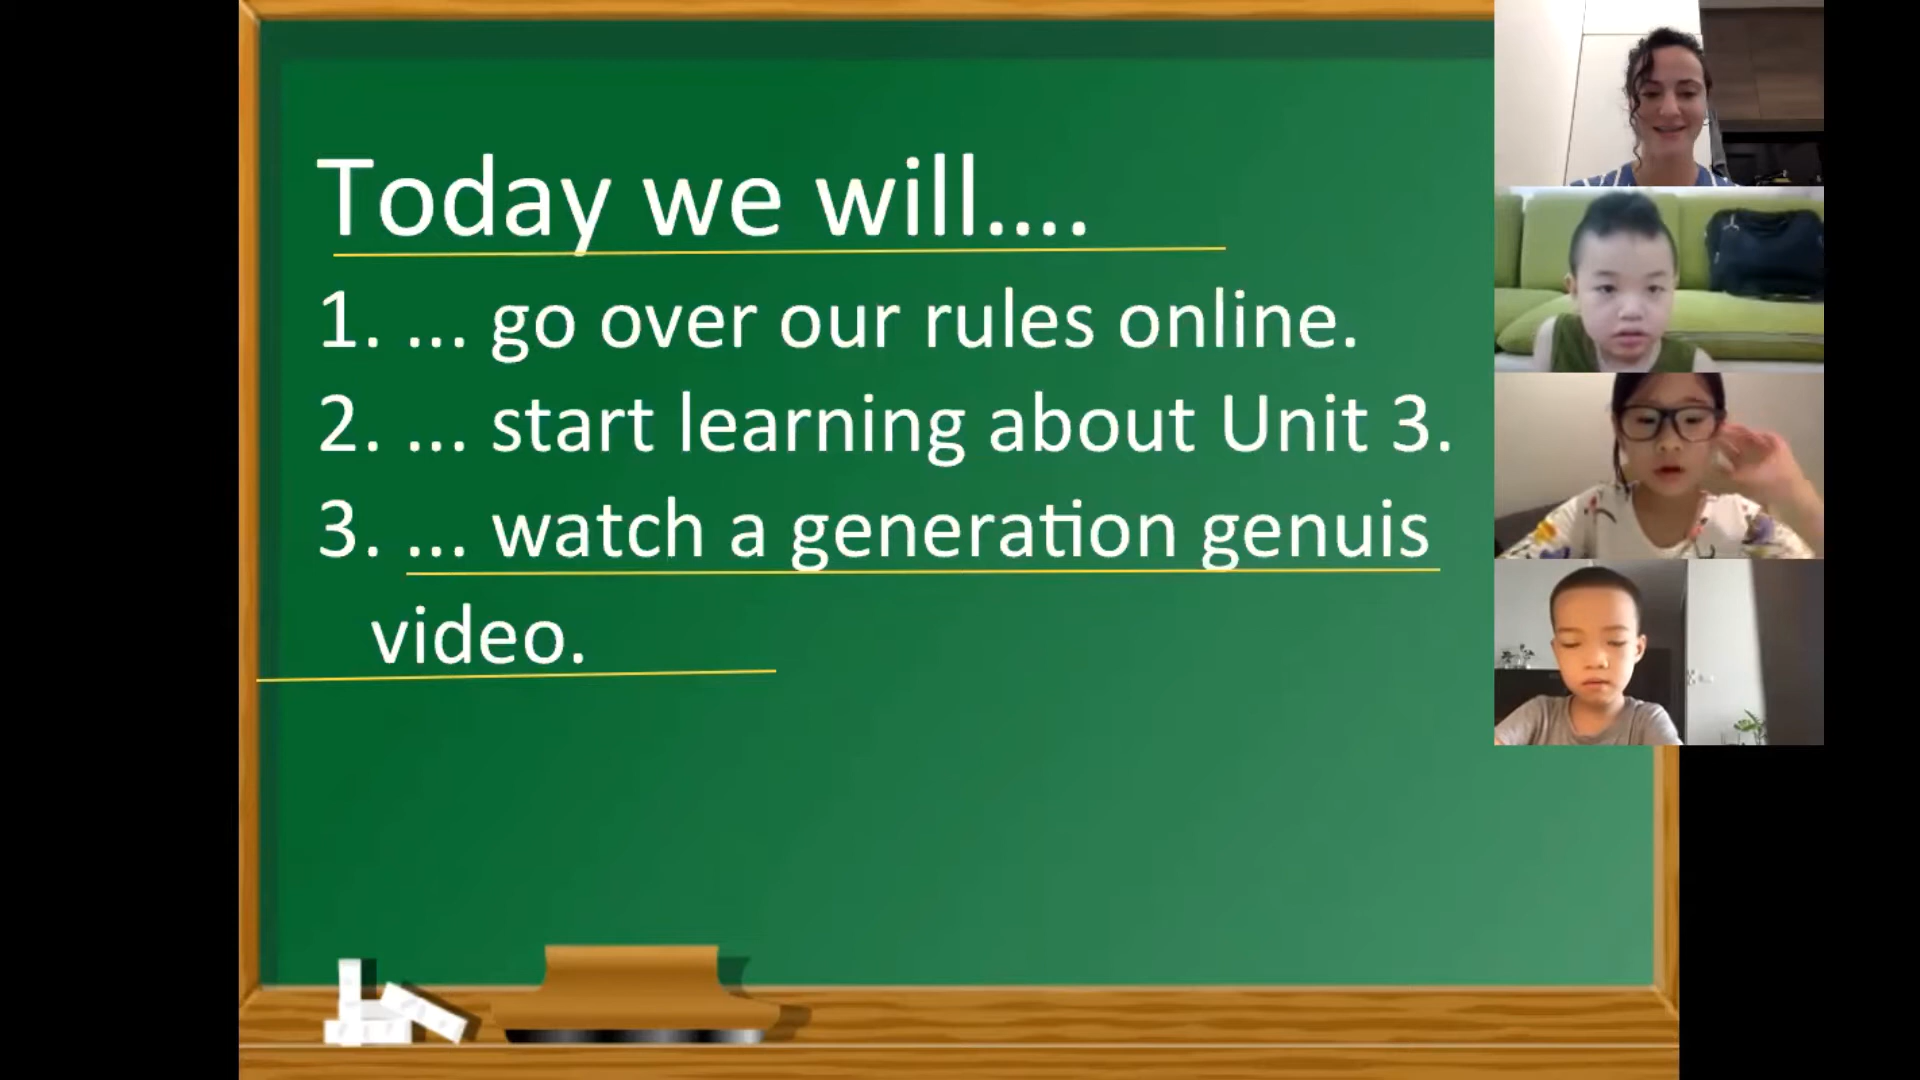 Today we will....
1. ... go over our rules online.
2. ... start learning about Unit 3.
3. ... watch a generation genuis
video.